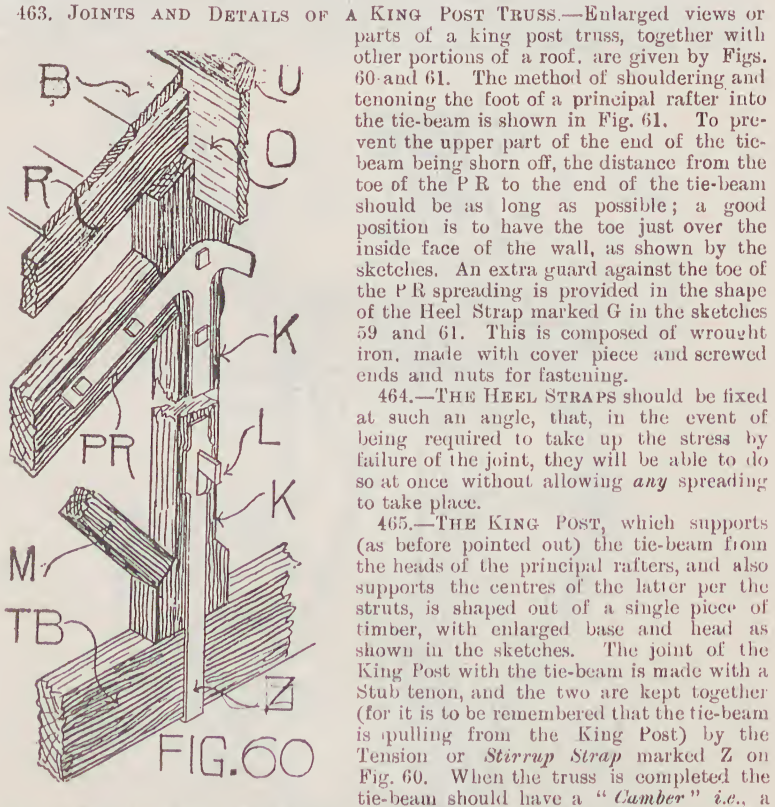 463. JOINTS AND DETAILS OF A KING POST TRUSS.—Enlarged views or
parts of a king post truss, together with
other portions of a roof, are given by Figs.
60 and 61. The method of shouldering and
tenoning the foot of a principal rafter into
the tie-beam is shown in Fig. 61. To pre-
vent the upper part of the end of the tie-
beam being shorn off, the distance from the
toe of the P R to the end of the tie-beam
should be as long as possible; a good
position is to have the toe just over the
inside face of the wall, as shown by the
sketches. An extra guard against the toe of
the P R spreading is provided in the shape
of the Heel Strap marked G in the sketches
59 and 61. This is composed of wrought
iron, made with cover piece and screwed
ends and nuts for fastening.
464.—THE HEEL STRAPS should be fixed
at such an angle, that, in the event of
being required to take up the stress by
failure of the joint, they will be able to do
so at once without allowing any spreading
to take place.
465.—THE KING POST, which supports
(as before pointed out) the tie-beam from
the heads of the principal rafters, and also
supports the centres of the latter per the
struts, is shaped out of a single piece of
timber, with enlarged base and head as
shown in the sketches. The joint of the
King Post with the tie-beam is made with a
Stub tenon, and the two are kept together
(for it is to be remembered that the tie-beam
is pulling from the King Post) by the
Tension or Stirrup Strap marked Z on
Fig. 60. When the truss is completed the
tie-beam should have a "Camber" i.e., a
B
U
O
R
K
PR
L
K
M
TB
Z
FIG.60